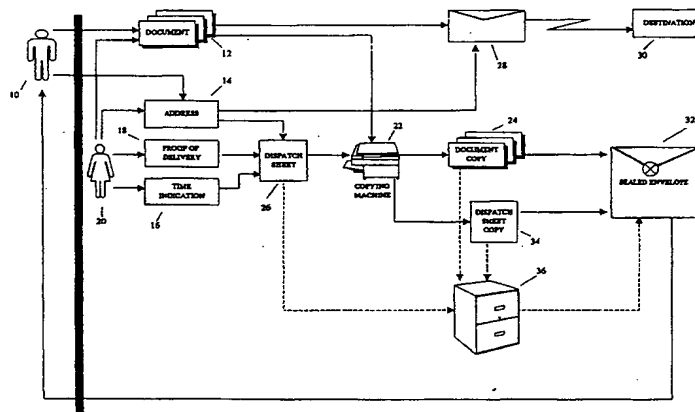 DOCUMENT
12
28
DESTINATION
30
10
14
ADDRESS
18
PROOF OF
DELIVERY
TIME
INDICATION
16
20
DISPATCH
SHEET
26
22
COPYING
MACHINE
24
DOCUMENT
COPY
32
SEALED ENVELOPE
DISPATCH
SHEET
COPY
34
36